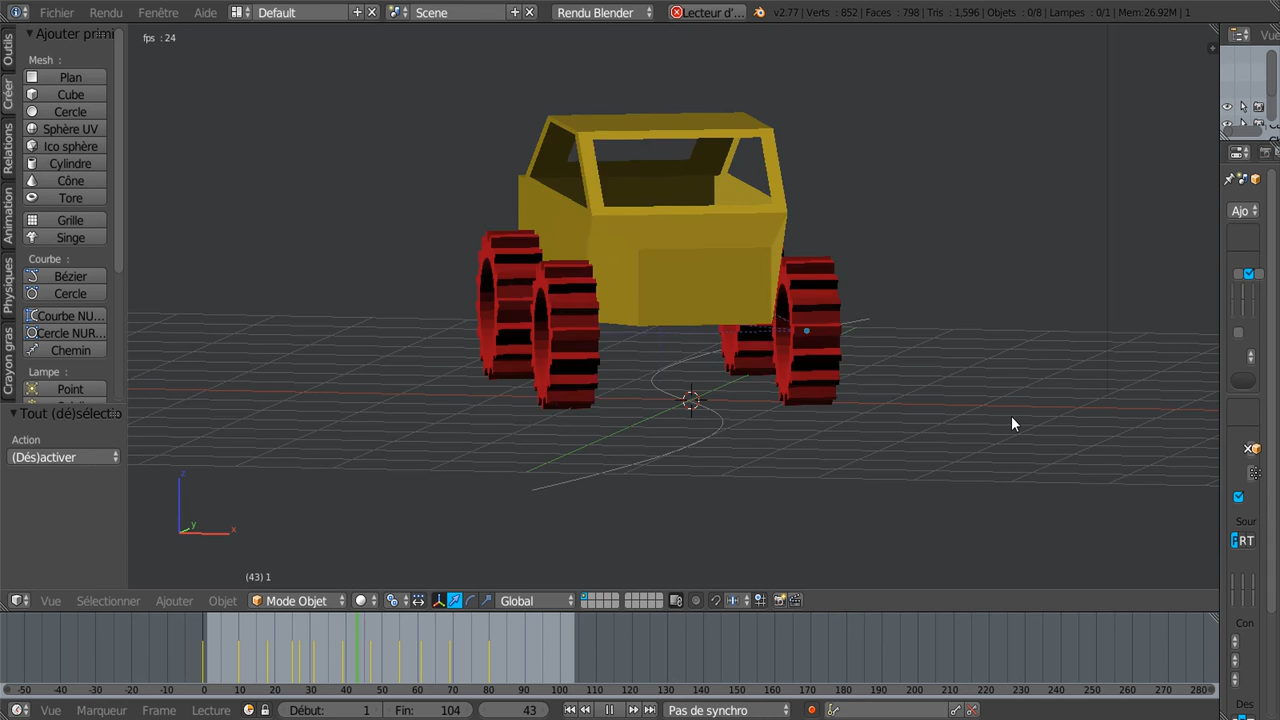 Fichier Rendu Fenêtre Aide Default Scene Rendu Blender Lecteur d'... v2.77 | Verts : 852 | Faces : 798 | Tris : 1,596 | Objets : 0/8 | Lampes : 0/1 | Mem:26.92M | 1
Ajouter primi
fps : 24
Vue
Outils
Créer
Relations
Animation
Physiques
Crayon gras
Mesh :
Plan
Cube
Cercle
Sphère UV
Ico sphère
Cylindre
Cône
Tore
Grille
Singe
Courbe :
Bézier
Cercle
Courbe NU...
Cercle NUR...
Chemin
Lampe :
Point
Tout (dé)sélectio
Action
(Dés)activer
z
y
x
(43) 1
Ajo
Sour
RT
Con
Des
Vue Sélectionner Ajouter Objet Mode Objet Global
-50 -40 -30 -20 -10 0 10 20 30 40 50 60 70 80 90 100 110 120 130 140 150 160 170 180 190 200 210 220 230 240 250 260 270 280
Vue Marqueur Frame Lecture Début: 1 Fin: 104 43 Pas de synchro